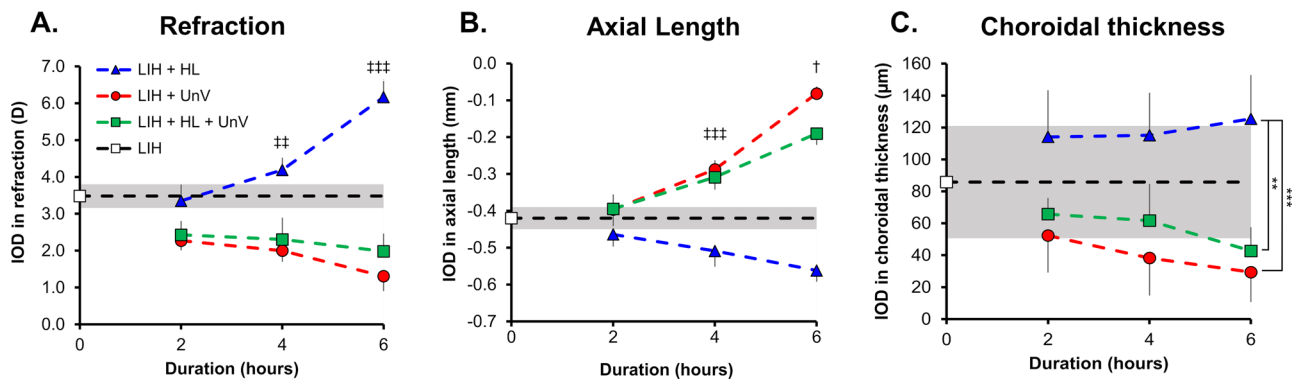 A.
Refraction
IOD in refraction (D)
7.0
6.0
5.0
4.0
3.0
2.0
1.0
0.0
LIH + HL
LIH + UnV
LIH + HL + UnV
LIH
‡‡
‡‡‡
0 2 4 6
Duration (hours)
B.
Axial Length
IOD in axial length (mm)
0.0
-0.1
-0.2
-0.3
-0.4
-0.5
-0.6
-0.7
‡‡‡
†
0 2 4 6
Duration (hours)
C.
Choroidal thickness
IOD in choroidal thickness (μm)
160
140
120
100
80
60
40
20
0
**
***
0 2 4 6
Duration (hours)